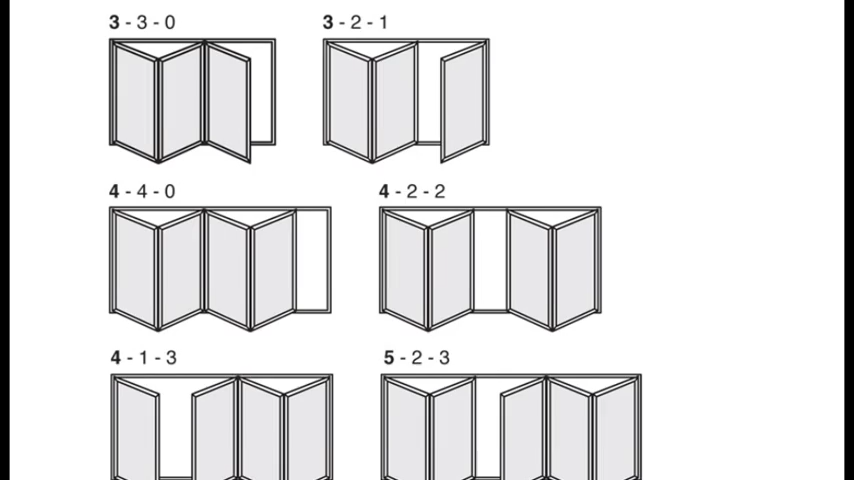 3 - 3 - 0
3 - 2 - 1
4 - 4 - 0
4 - 2 - 2
4 - 1 - 3
5 - 2 - 3